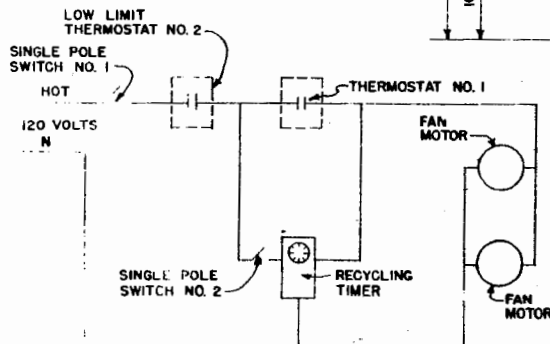 LOW LIMIT
THERMOSTAT NO. 2
SINGLE POLE
SWITCH NO. 1
HOT
THERMOSTAT NO. 1
120 VOLTS
N
FAN
MOTOR
SINGLE POLE
SWITCH NO. 2
RECYCLING
TIMER
FAN
MOTOR